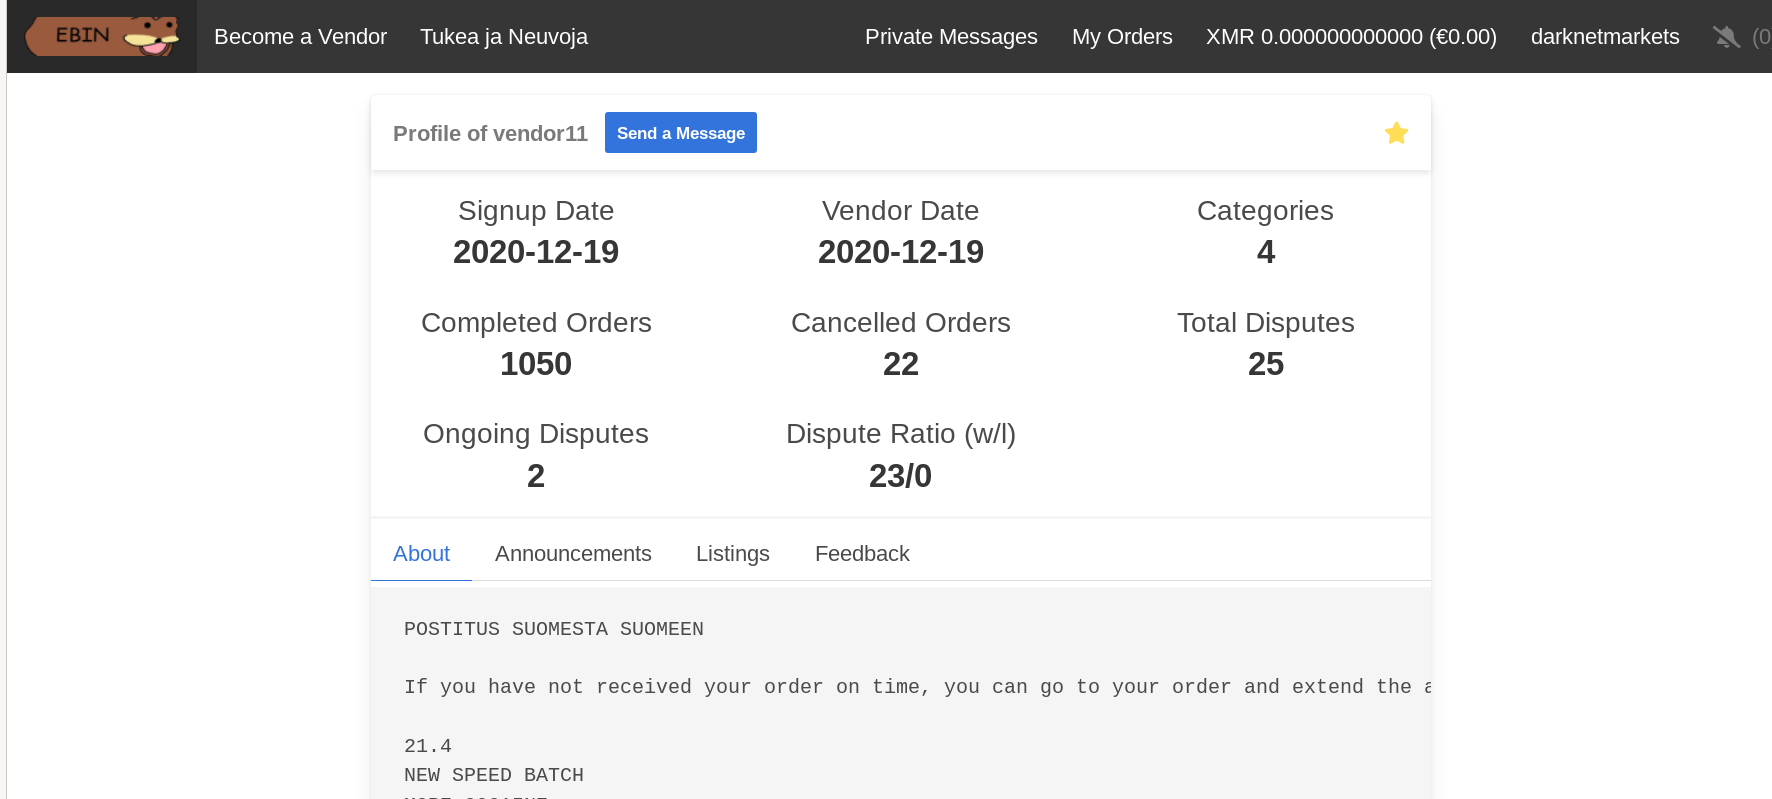 EBIN
Become a Vendor
Tukea ja Neuvoja
Private Messages
My Orders
XMR 0.000000000000 (€0.00)
darknetmarkets
(0
Profile of vendor11
Send a Message
Signup Date
2020-12-19
Vendor Date
2020-12-19
Categories
4
Completed Orders
1050
Cancelled Orders
22
Total Disputes
25
Ongoing Disputes
2
Dispute Ratio (w/l)
23/0
About
Announcements
Listings
Feedback
POSTITUS SUOMESTA SUOMEEN
If you have not received your order on time, you can go to your order and extend the
21.4
NEW SPEED BATCH